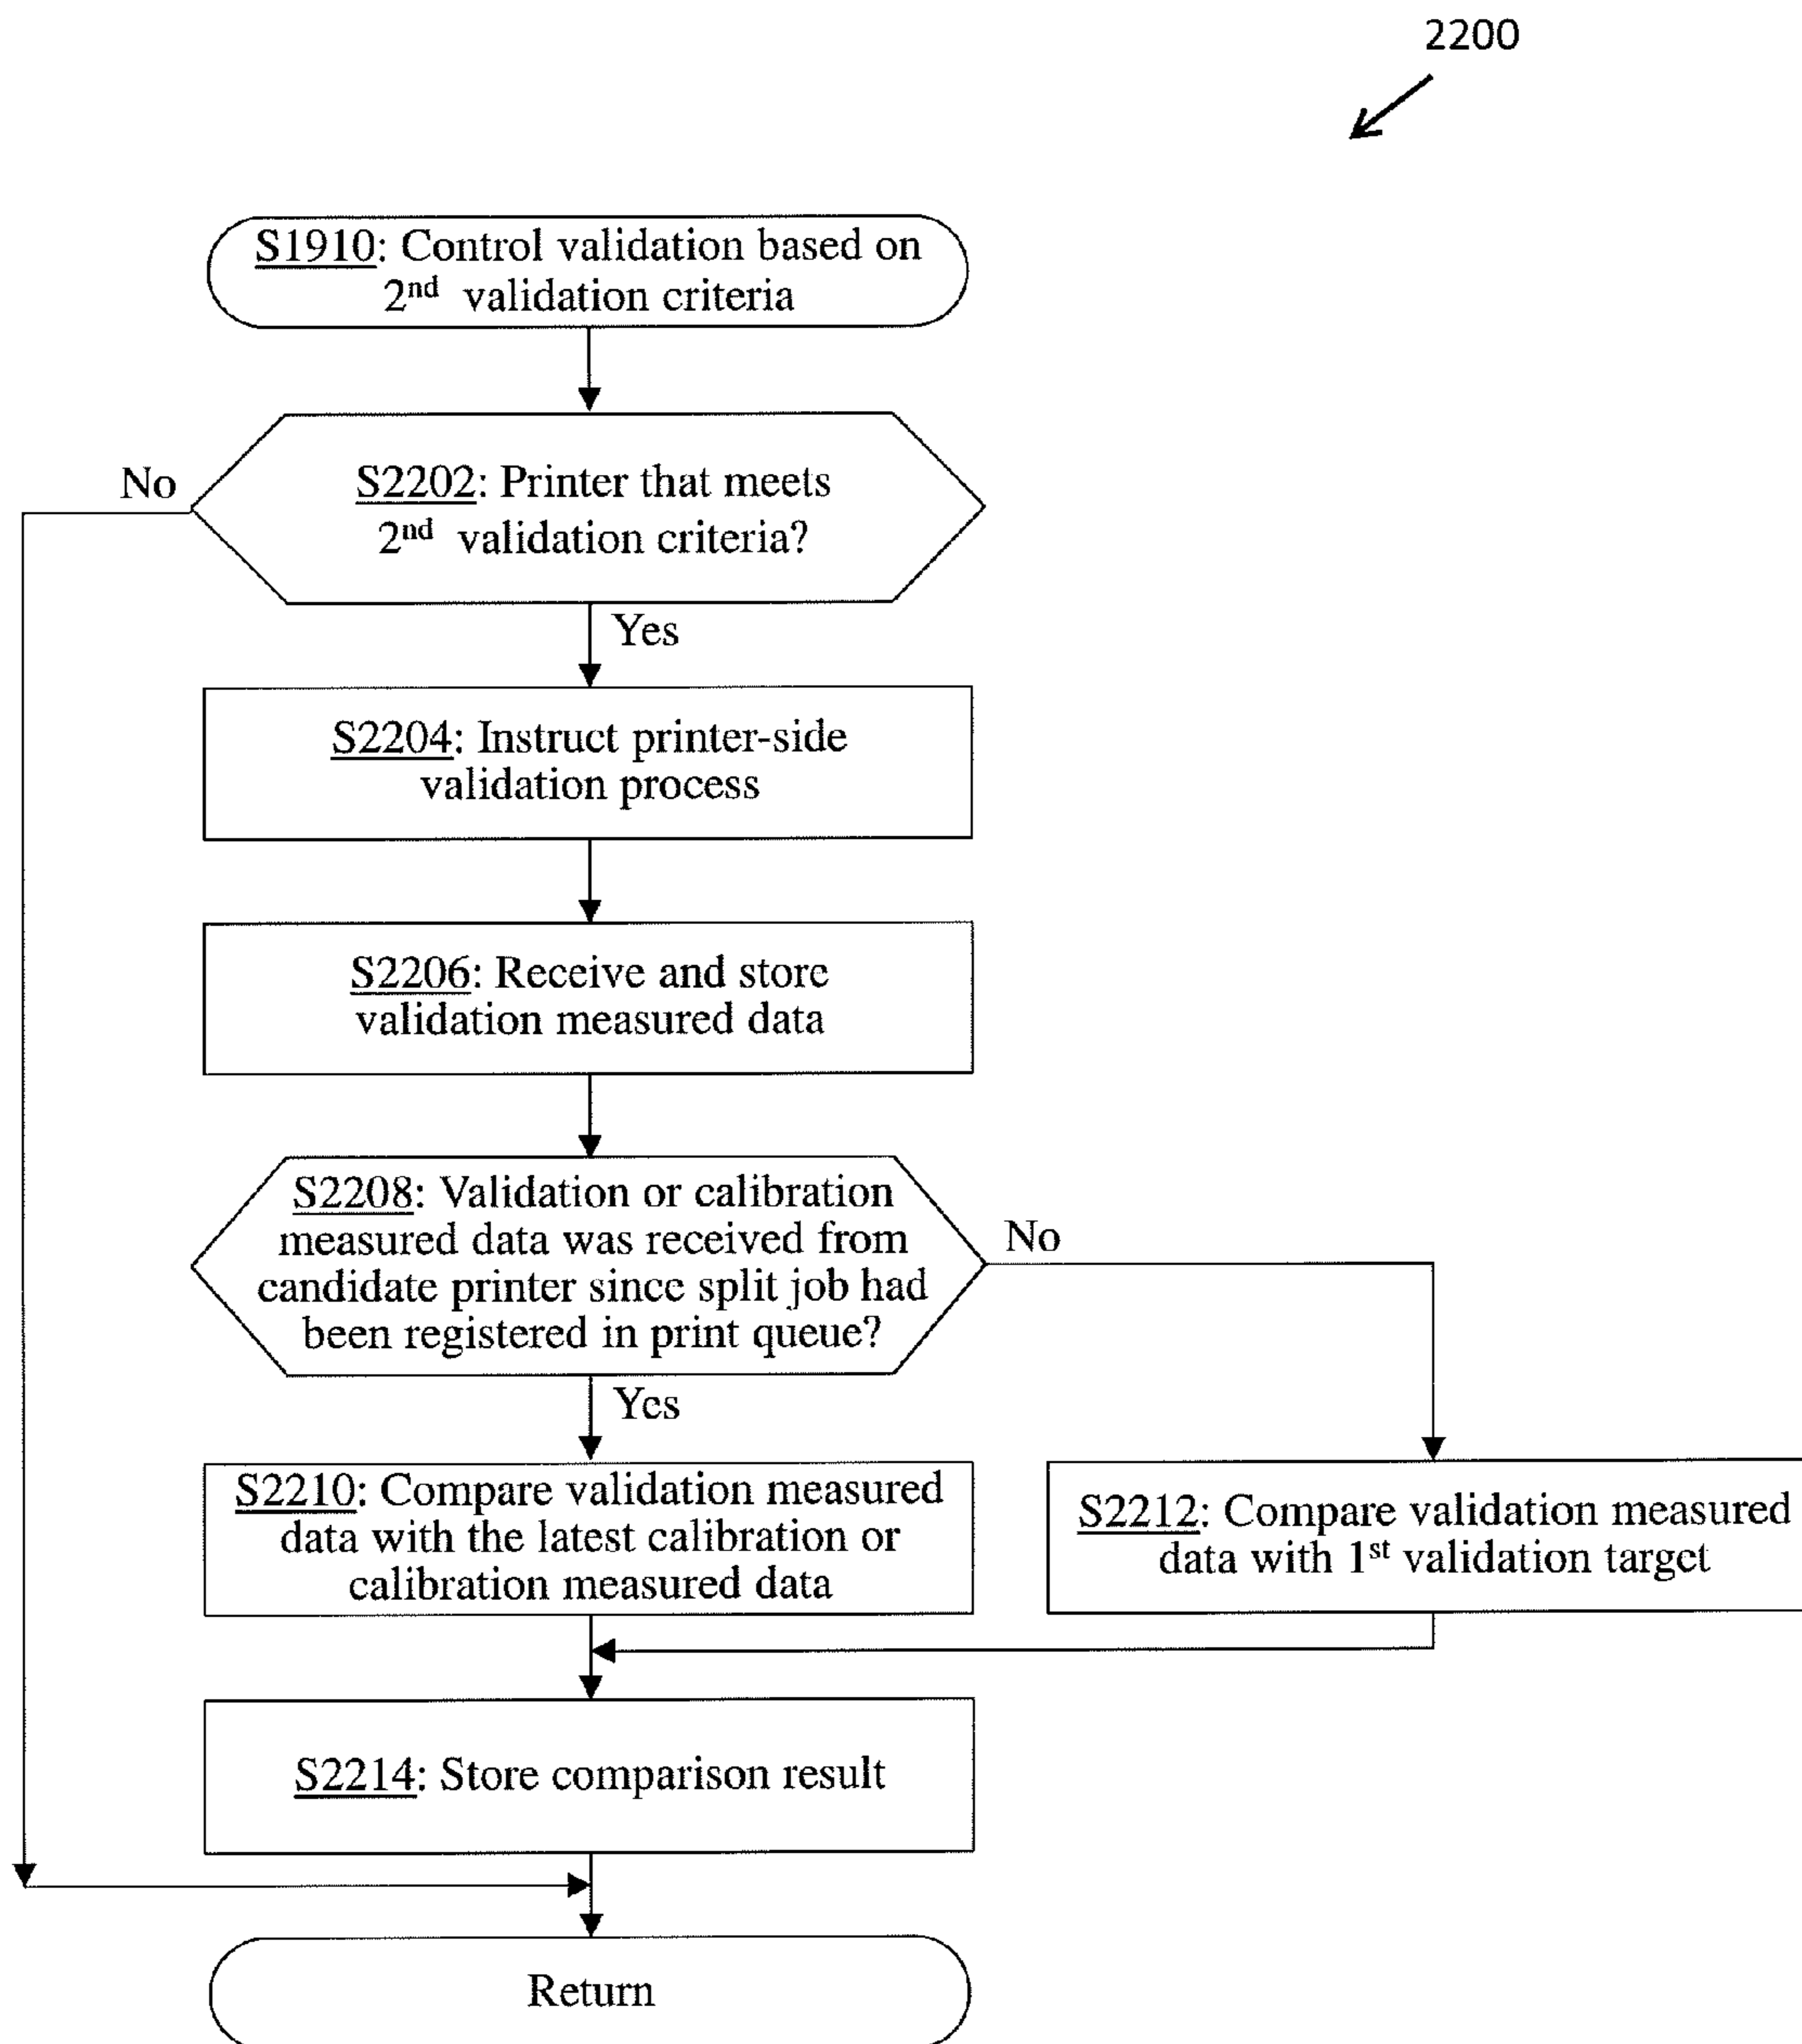 2200
S1910: Control validation based on
2nd validation criteria
No
S2202: Printer that meets
2nd validation criteria?
Yes
S2204: Instruct printer-side
validation process
S2206: Receive and store
validation measured data
S2208: Validation or calibration
measured data was received from
candidate printer since split job had
been registered in print queue?
No
Yes
S2210: Compare validation measured
data with the latest calibration or
calibration measured data
S2212: Compare validation measured
data with 1st validation target
S2214: Store comparison result
Return